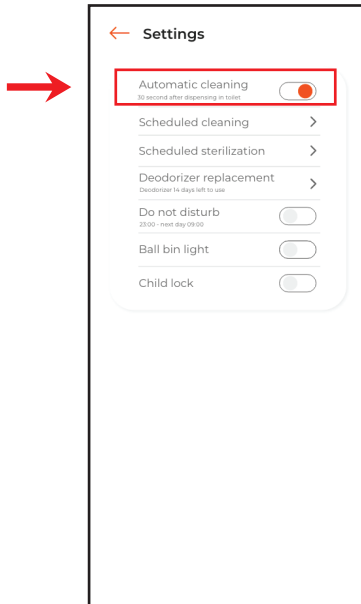 Settings
Automatic cleaning
30 second after dispensing in toilet
Scheduled cleaning
Scheduled sterilization
Deodorizer replacement
Deodorizer 14 days left to use
Do not disturb
23:00 - next day 09:00
Ball bin light
Child lock